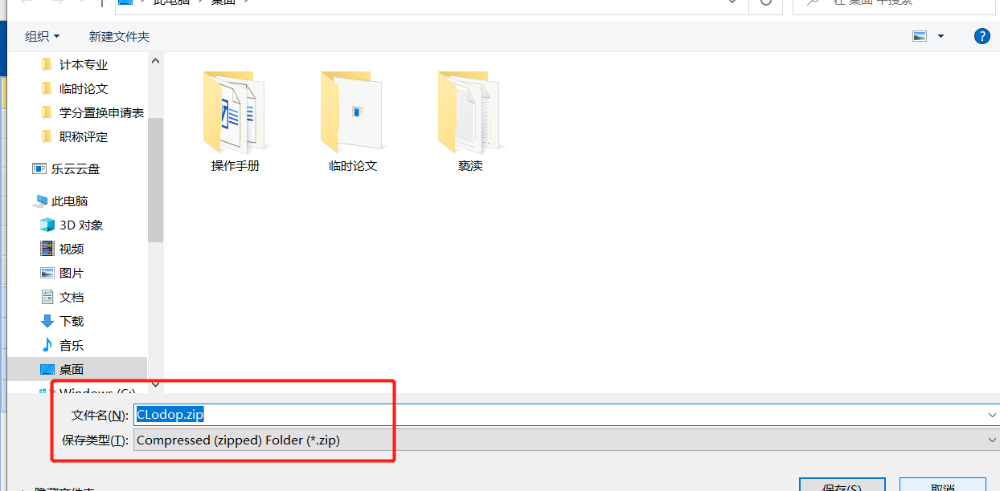 此电脑 › 桌面 ›
在 桌面 中搜索
组织
新建文件夹
计本专业
临时论文
学分置换申请表
职称评定
乐云云盘
此电脑
3D 对象
视频
图片
文档
下载
音乐
桌面
Windows (C:)
操作手册
临时论文
亵渎
文件名(N): CLodop.zip
保存类型(T): Compressed (zipped) Folder (*.zip)
隐藏文件夹
保存(S)
取消